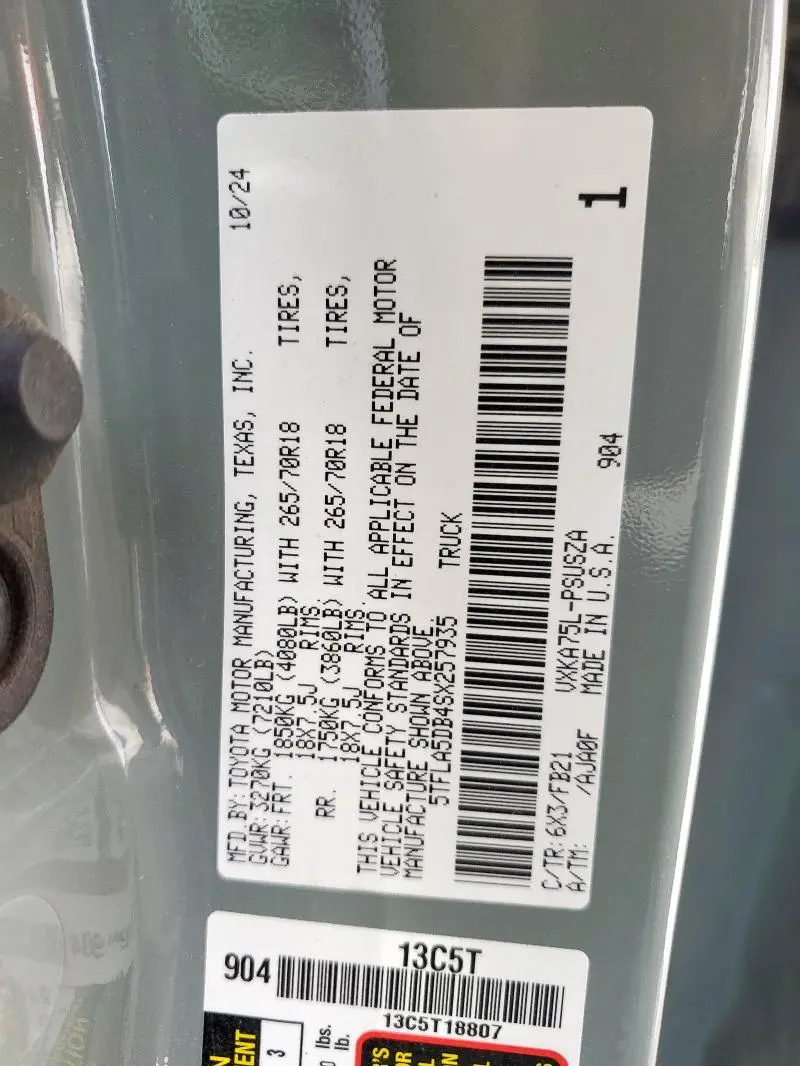 MFD BY: TOYOTA MOTOR MANUFACTURING, TEXAS, INC. 10/24
GVWR: 3270KG (7210LB)
GAWR: FRT. 1850KG (4080LB) WITH 265/70R18 TIRES,
18X7.5J RIMS.
RR. 1750KG (3860LB) WITH 265/70R18 TIRES,
18X7.5J RIMS.
THIS VEHICLE CONFORMS TO ALL APPLICABLE FEDERAL MOTOR
VEHICLE SAFETY STANDARDS IN EFFECT ON THE DATE OF
MANUFACTURE SHOWN ABOVE.
5TFLA5DB4SX257935 TRUCK
1
C/TR: 6X3/FB21 VXKA75L-PSUSZA 904
A/TM: /AJA0F MADE IN U.S.A.
904
13C5T
13C5T18807
3
lbs.
lb.